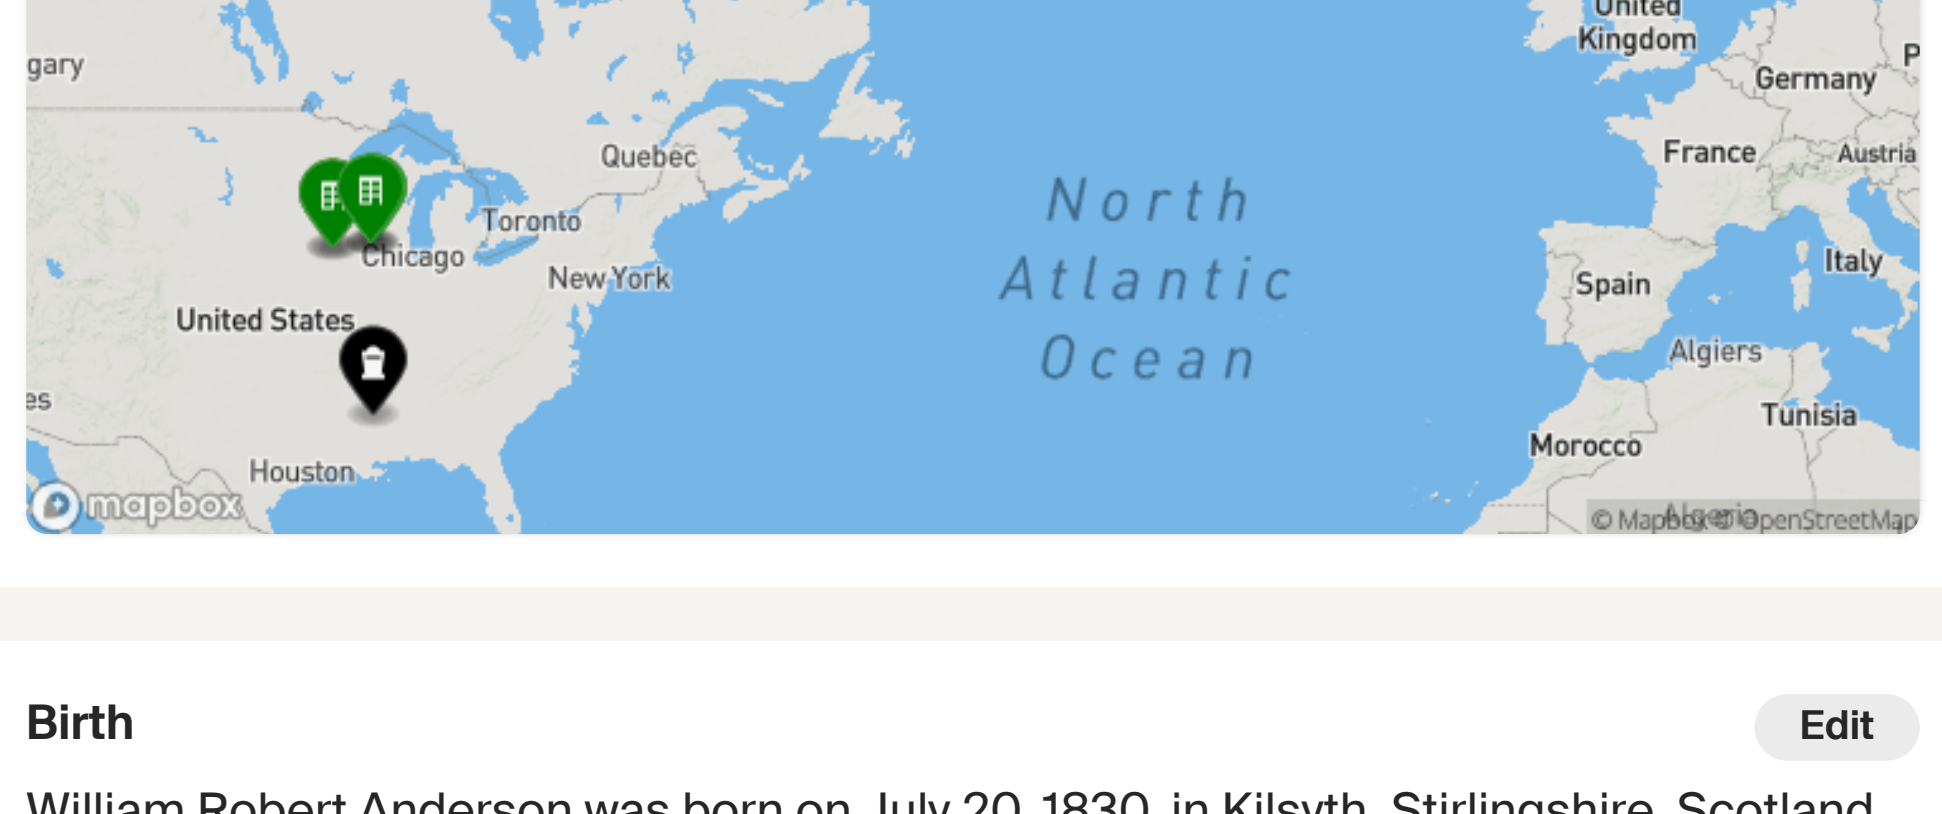 United
Kingdom
gary
P
Germany
Quebec
France
Austria
North
Toronto
Chicago
Atlantic
New York
Italy
Spain
United States
Ocean
Algiers
es
Tunisia
Morocco
Houston
mapbox
Algeria
© Mapbox © OpenStreetMap
Birth
Edit
William Robert Anderson was born on July 20, 1830, in Kilsyth, Stirlingshire, Scotland